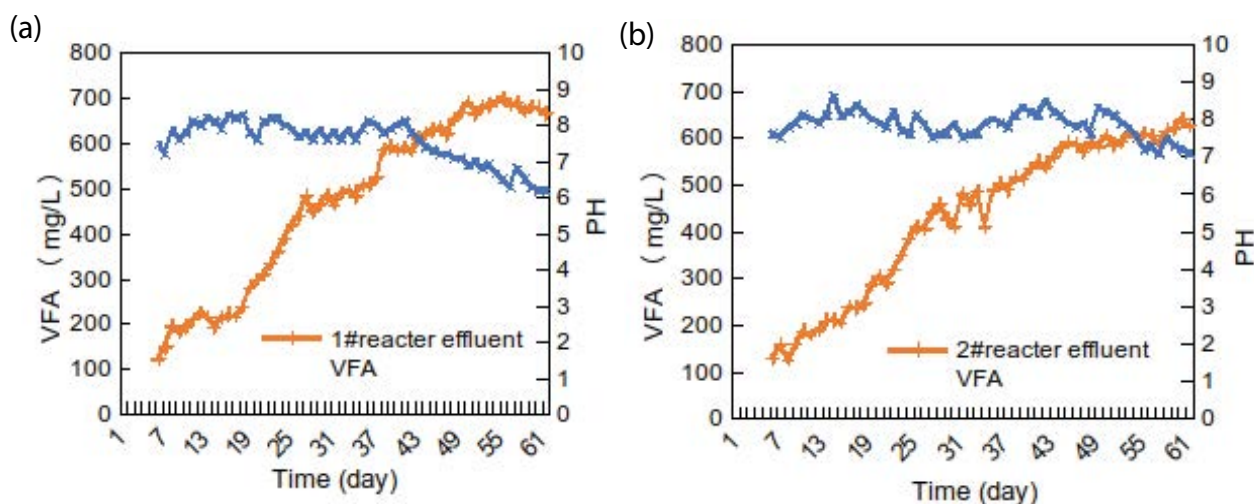 (a)
800
700
600
500
400
300
200
100
0
VFA ( mg/L)
10
9
8
7
6
5
4
3
2
1
0
PH
1#reacter effluent
VFA
1 7 13 19 25 31 37 43 49 55 61
Time (day)
(b)
800
700
600
500
400
300
200
100
0
VFA ( mg/L)
10
9
8
7
6
5
4
3
2
1
0
PH
2#reacter effluent
VFA
1 7 13 19 25 31 37 43 49 55 61
Time (day)